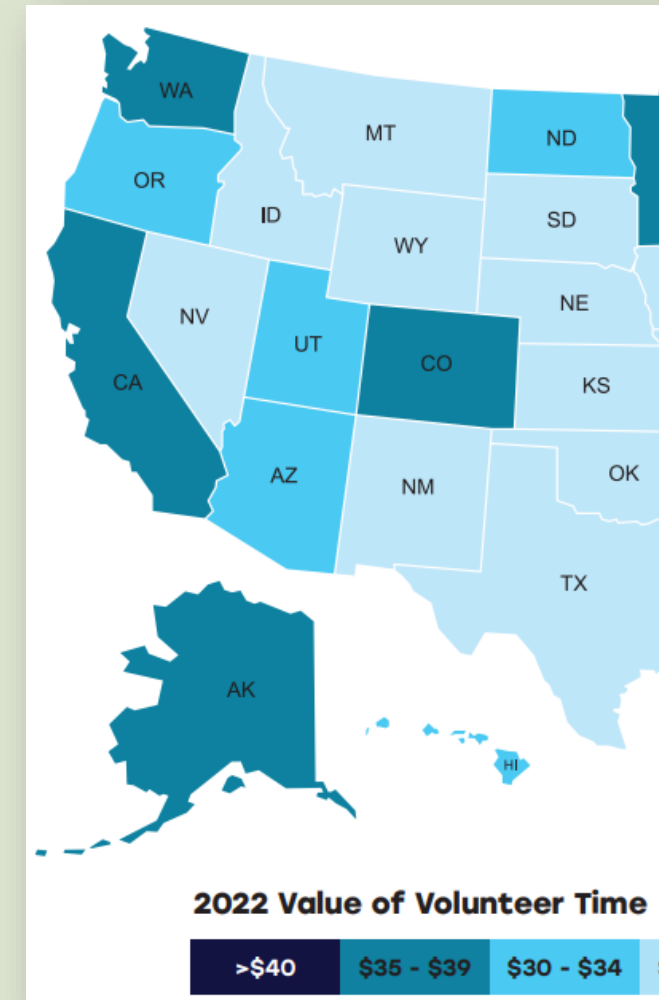 WA
MT
ND
OR
ID
SD
WY
NE
NV
UT
CO
KS
CA
AZ
NM
OK
TX
AK
HI
2022 Value of Volunteer Time
>$40 $35 - $39 $30 - $34